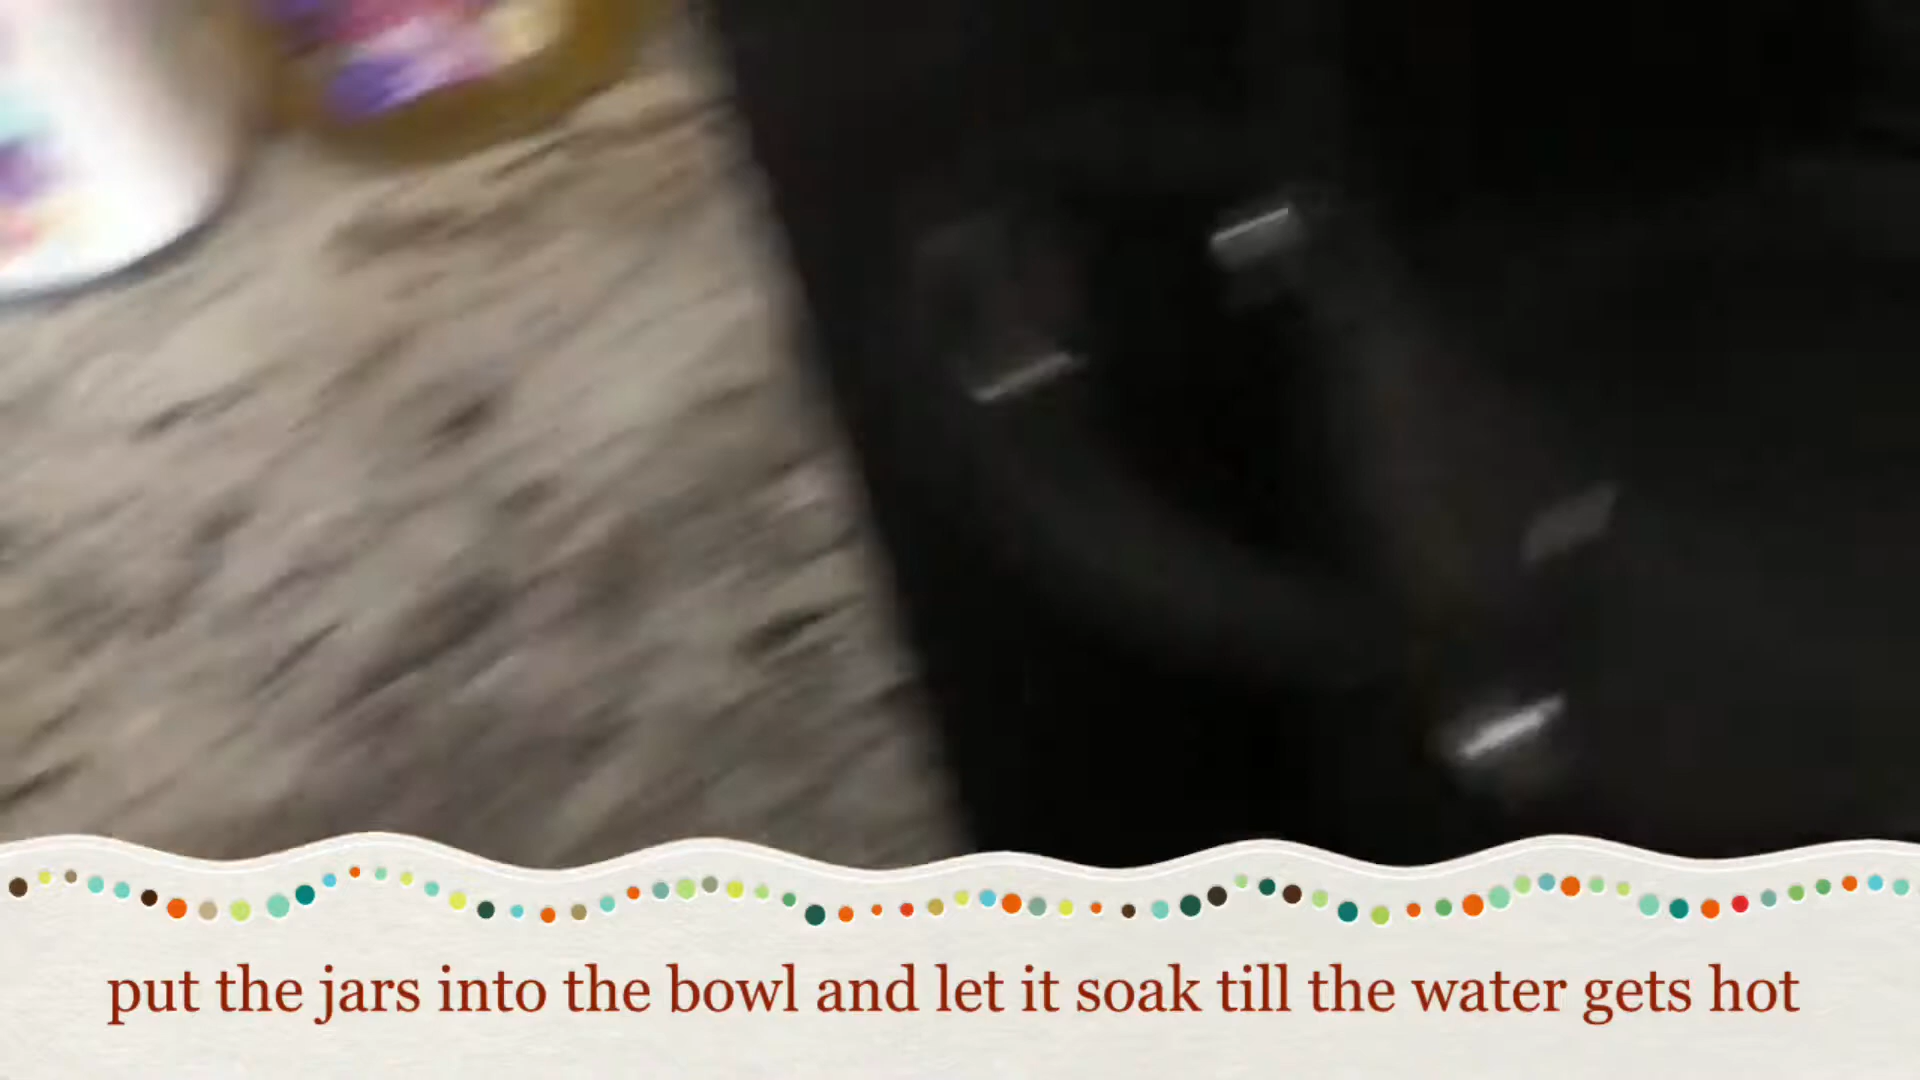 put the jars into the bowl and let it soak till the water gets hot